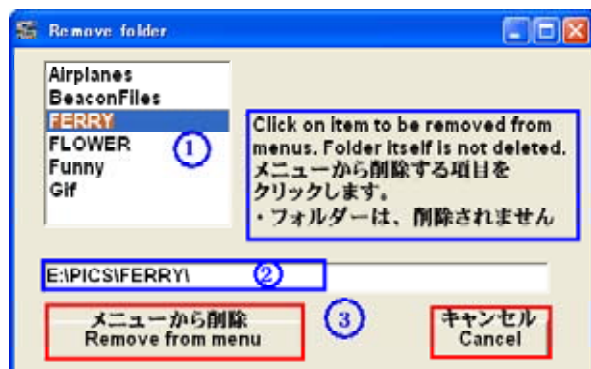 Remove folder
Airplanes
BeaconFiles
FERRY
FLOWER
Funny
Gif
①
Click on item to be removed from
menus. Folder itself is not deleted.
メニューから削除する項目を
クリックします。
・フォルダーは、削除されません
E:\PICS\FERRY\
②
メニューから削除
Remove from menu
③
キャンセル
Cancel